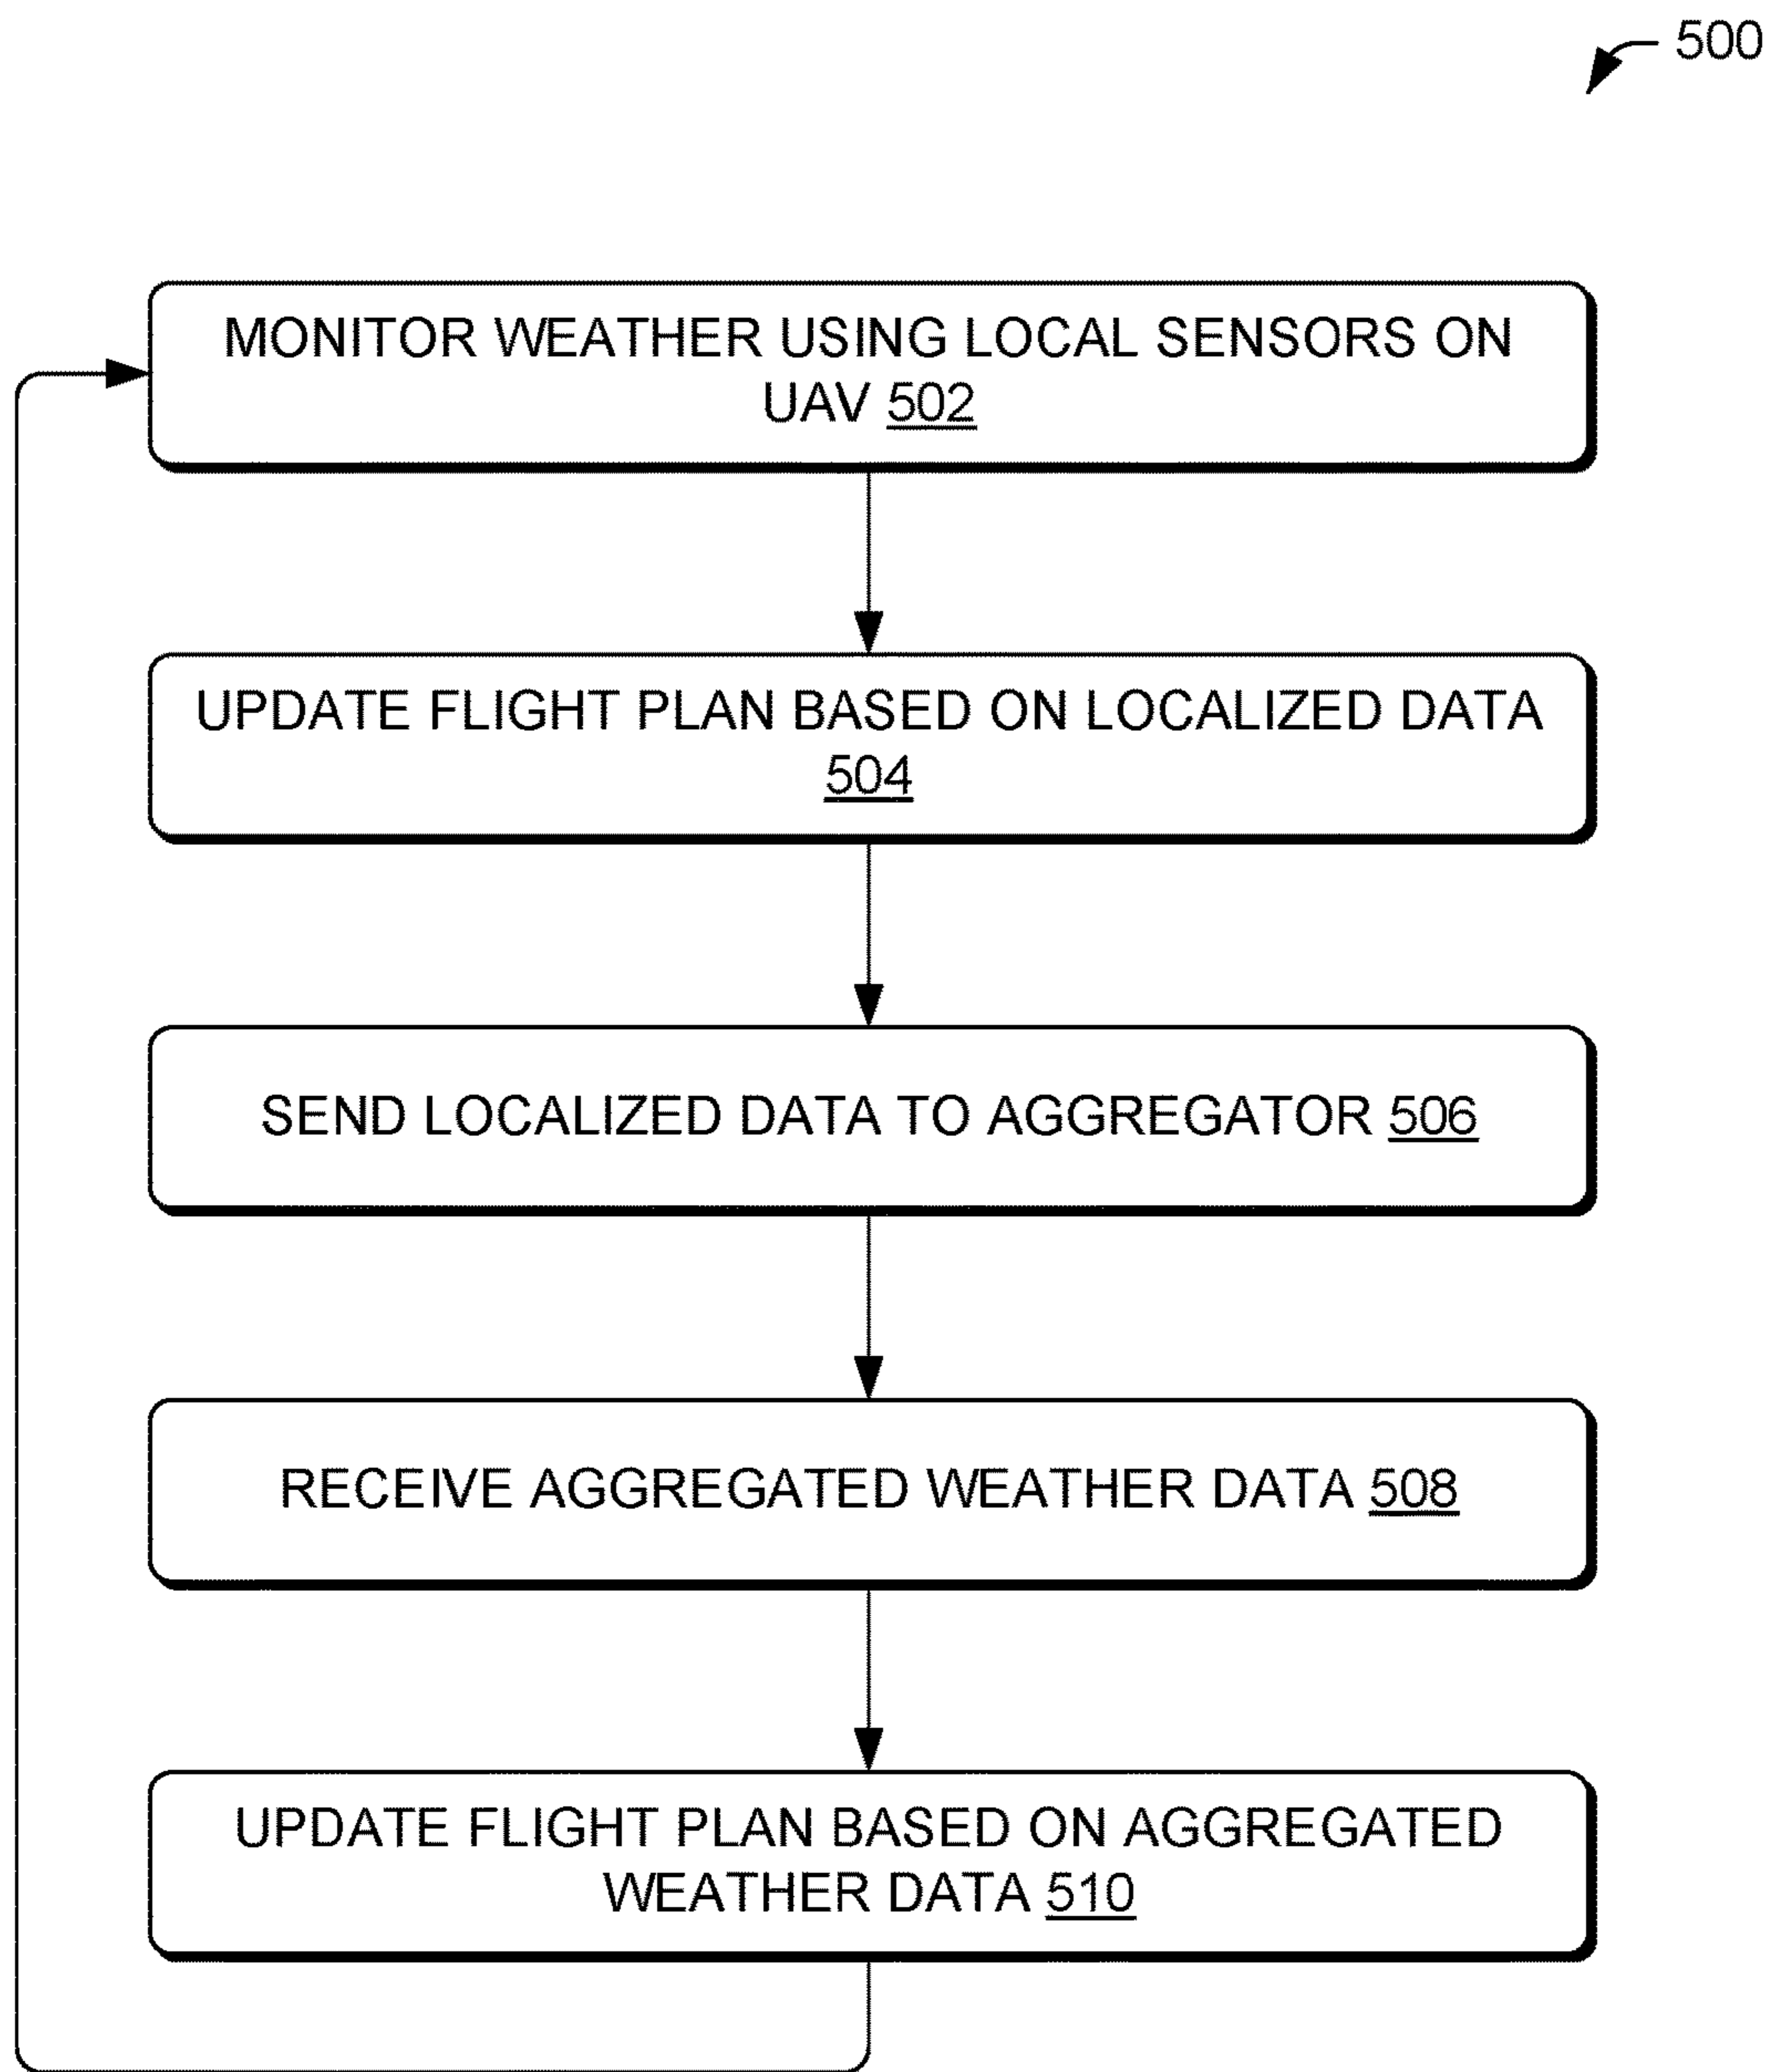 500
MONITOR WEATHER USING LOCAL SENSORS ON
UAV 502
UPDATE FLIGHT PLAN BASED ON LOCALIZED DATA
504
SEND LOCALIZED DATA TO AGGREGATOR 506
RECEIVE AGGREGATED WEATHER DATA 508
UPDATE FLIGHT PLAN BASED ON AGGREGATED
WEATHER DATA 510